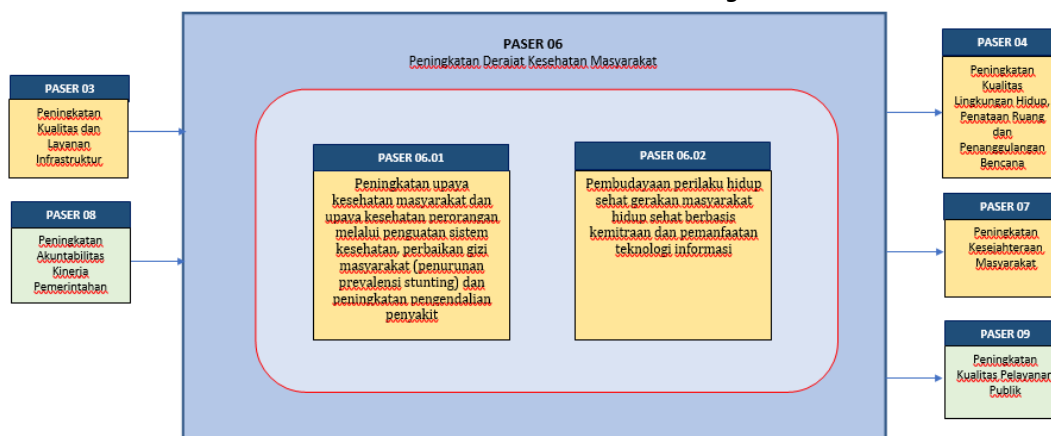 PASER 06
Peningkatan Derajat Kesehatan Masyarakat
PASER 03
Peningkatan
Kualitas dan
Layanan
Infrastruktur
PASER 08
Peningkatan
Akuntabilitas
Kinerja
Pemerintahan
PASER 06.01
Peningkatan upaya
kesehatan masyarakat dan
upaya kesehatan perorangan
melalui penguatan sistem
kesehatan, perbaikan gizi
masyarakat (penurunan
prevalensi stunting) dan
peningkatan pengendalian
penyakit
PASER 06.02
Pembudayaan perilaku hidup
sehat gerakan masyarakat
hidup sehat berbasis
kemitraan dan pemanfaatan
teknologi informasi
PASER 04
Peningkatan
Kualitas
Lingkungan Hidup,
Penataan Ruang
dan
Penanggulangan
Bencana
PASER 07
Peningkatan
Kesejahteraan
Masyarakat
PASER 09
Peningkatan
Kualitas Pelayanan
Publik